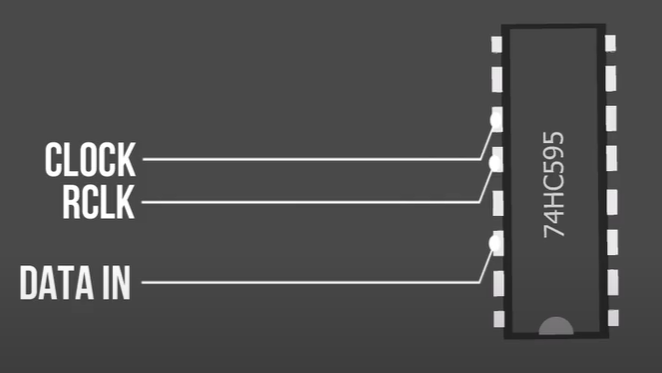 CLOCK
RCLK
DATA IN
74HC595